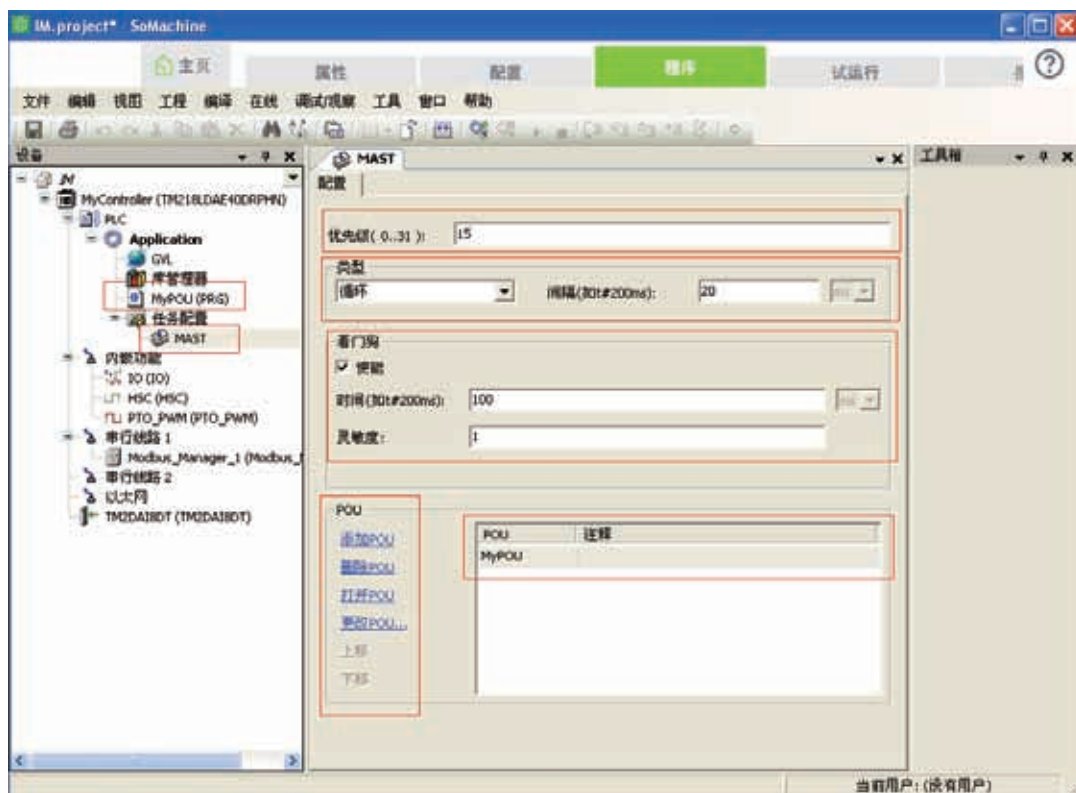 IM.project* SoMachine
主页 属性 配置 程序 试运行
文件 编辑 视图 工程 编译 在线 调试/观察 工具 窗口 帮助
设备
MAST
工具箱
IM
MyController (TM218LDAE40DRPHN)
PLC
Application
GVL
库管理器
MyPOU (PRG)
任务配置
MAST
内嵌功能
IO (IO)
HSC (HSC)
PTO_PWM (PTO_PWM)
串行线路 1
Modbus_Manager_1 (Modbus_
串行线路 2
以太网
TM2DAI8DT (TM2DAI8DT)
配置
优先级( 0..31 ): 15
类型
循环 间隔(如t#200ms): 20 ms
看门狗
使能
时间(如t#200ms): 100 ms
灵敏度: 1
POU
添加POU
删除POU
打开POU
更改POU...
上移
下移
POU 注释
MyPOU
当前用户: (没有用户)